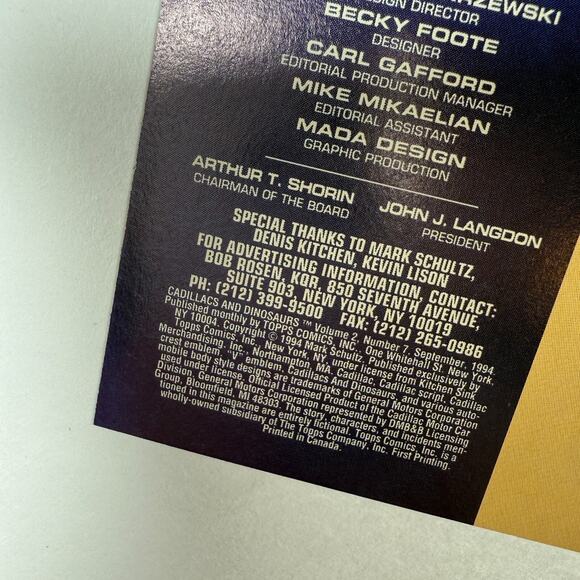 RZEWSKI
DESIGN DIRECTOR
BECKY FOOTE
DESIGNER
CARL GAFFORD
EDITORIAL PRODUCTION MANAGER
MIKE MIKAELIAN
EDITORIAL ASSISTANT
MADA DESIGN
GRAPHIC PRODUCTION
ARTHUR T. SHORIN
CHAIRMAN OF THE BOARD
JOHN J. LANGDON
PRESIDENT
SPECIAL THANKS TO MARK SCHULTZ,
DENIS KITCHEN, KEVIN LISON
FOR ADVERTISING INFORMATION, CONTACT:
BOB ROSEN, KQR, 850 SEVENTH AVENUE,
SUITE 903, NEW YORK, NY 10019
PH: (212) 399-9500 FAX: (212) 265-0986
CADILLACS AND DINOSAURS™ Volume 2, Number 7, September, 1994.
Published monthly by TOPPS COMICS, INC. One Whitehall St. New York,
NY 10004. Copyright © 1994 Mark Schultz. Published exclusively by
Topps Comics, Inc., New York, NY, under license from Kitchen Sink
Merchandising, Inc., Northampton, MA. Cadillac, Cadillac script, Cadillac
crest emblem, "V" emblem, Cadillacs And Dinosaurs, and various auto-
mobile body style designs are trademarks of General Motors Corporation
used under license. Official Licensed Product of the Cadillac Motor Car
Division, General Motors Corporation represented by DMB&B Licensing
Group, Bloomfield, MI 48303. The story, characters, and incidents men-
tioned in this magazine are entirely fictional. Topps Comics, Inc. is a
wholly-owned subsidiary of The Topps Company, Inc. First Printing.
Printed in Canada.